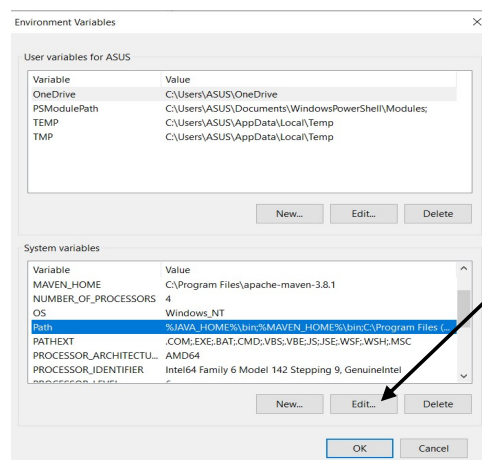 Environment Variables
User variables for ASUS
Variable Value
OneDrive C:\Users\ASUS\OneDrive
PSModulePath C:\Users\ASUS\Documents\WindowsPowerShell\Modules;
TEMP C:\Users\ASUS\AppData\Local\Temp
TMP C:\Users\ASUS\AppData\Local\Temp
New... Edit... Delete
System variables
Variable Value
MAVEN_HOME C:\Program Files\apache-maven-3.8.1
NUMBER_OF_PROCESSORS 4
OS Windows_NT
Path %JAVA_HOME%\bin;%MAVEN_HOME%\bin;C:\Program Files (...
PATHEXT .COM;.EXE;.BAT;.CMD;.VBS;.VBE;.JS;.JSE;.WSF;.WSH;.MSC
PROCESSOR_ARCHITECTU... AMD64
PROCESSOR_IDENTIFIER Intel64 Family 6 Model 142 Stepping 9, GenuineIntel
New... Edit... Delete
OK Cancel